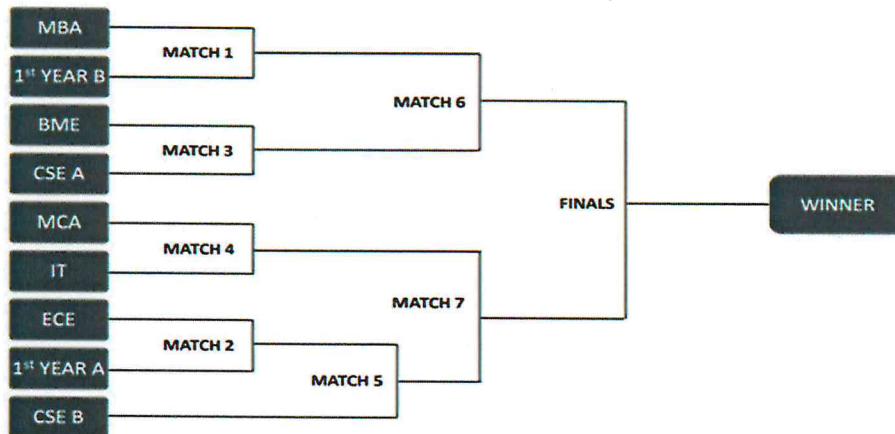 MBA
MATCH 1
1st YEAR B
MATCH 6
BME
MATCH 3
CSE A
FINALS
WINNER
MCA
MATCH 4
IT
MATCH 7
ECE
MATCH 2
1st YEAR A
MATCH 5
CSE B